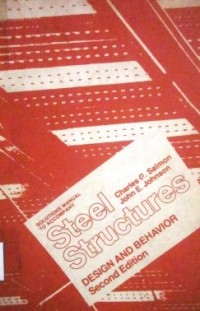 SOLUTIONS MANUAL
TO ACCOMPANY
Steel
Structures
Charles G. Salmon
John E. Johnson
DESIGN AND BEHAVIOR
Second Edition